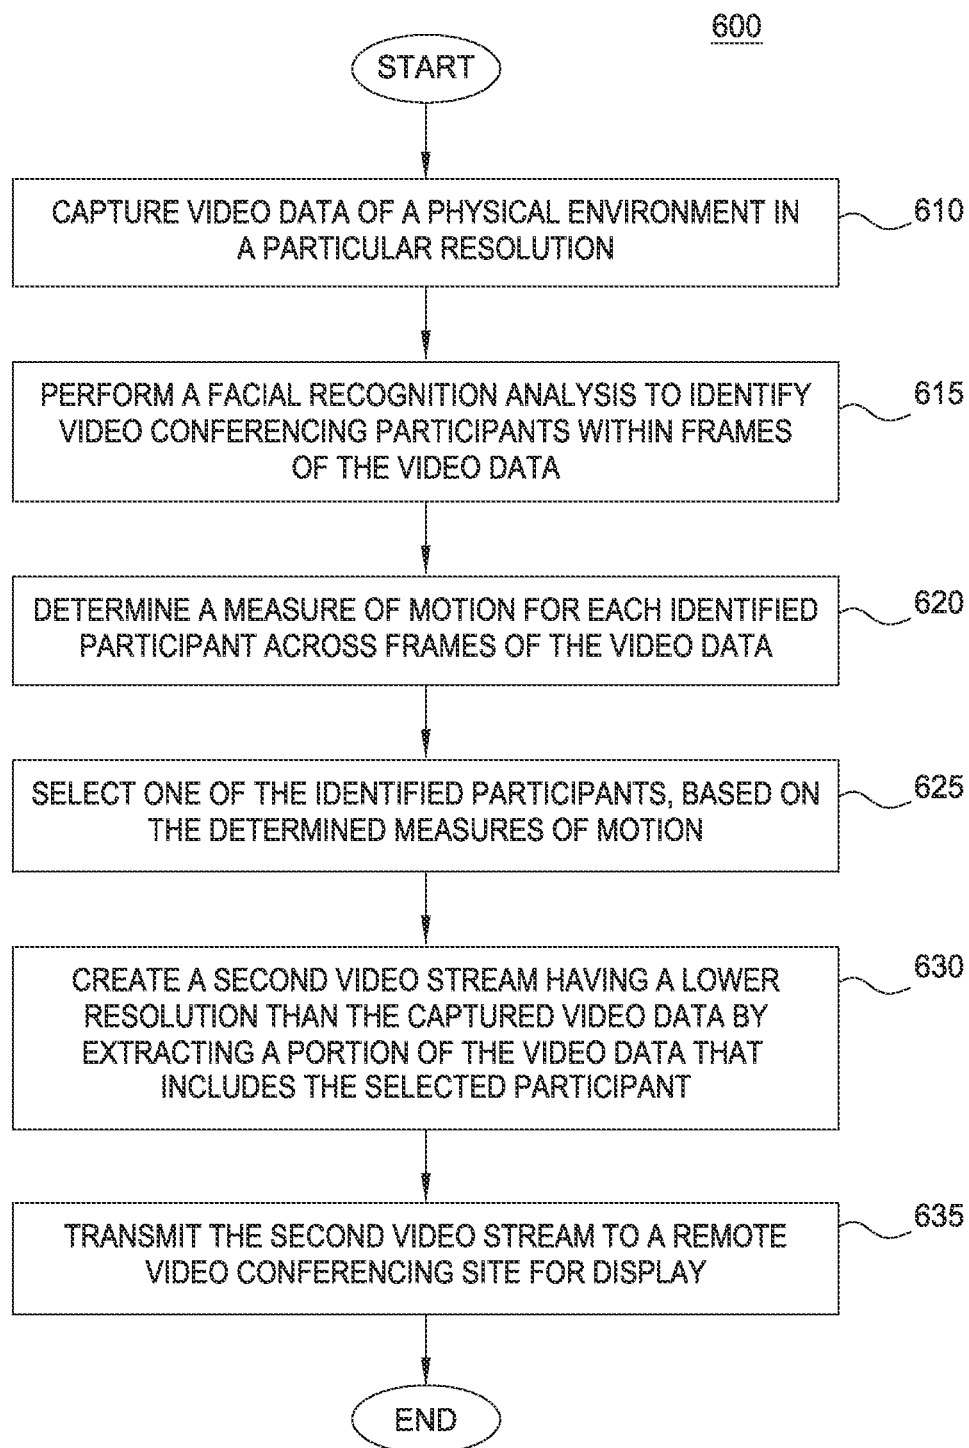 600
START
CAPTURE VIDEO DATA OF A PHYSICAL ENVIRONMENT IN
A PARTICULAR RESOLUTION
610
PERFORM A FACIAL RECOGNITION ANALYSIS TO IDENTIFY
VIDEO CONFERENCING PARTICIPANTS WITHIN FRAMES
OF THE VIDEO DATA
615
DETERMINE A MEASURE OF MOTION FOR EACH IDENTIFIED
PARTICIPANT ACROSS FRAMES OF THE VIDEO DATA
620
SELECT ONE OF THE IDENTIFIED PARTICIPANTS, BASED ON
THE DETERMINED MEASURES OF MOTION
625
CREATE A SECOND VIDEO STREAM HAVING A LOWER
RESOLUTION THAN THE CAPTURED VIDEO DATA BY
EXTRACTING A PORTION OF THE VIDEO DATA THAT
INCLUDES THE SELECTED PARTICIPANT
630
TRANSMIT THE SECOND VIDEO STREAM TO A REMOTE
VIDEO CONFERENCING SITE FOR DISPLAY
635
END